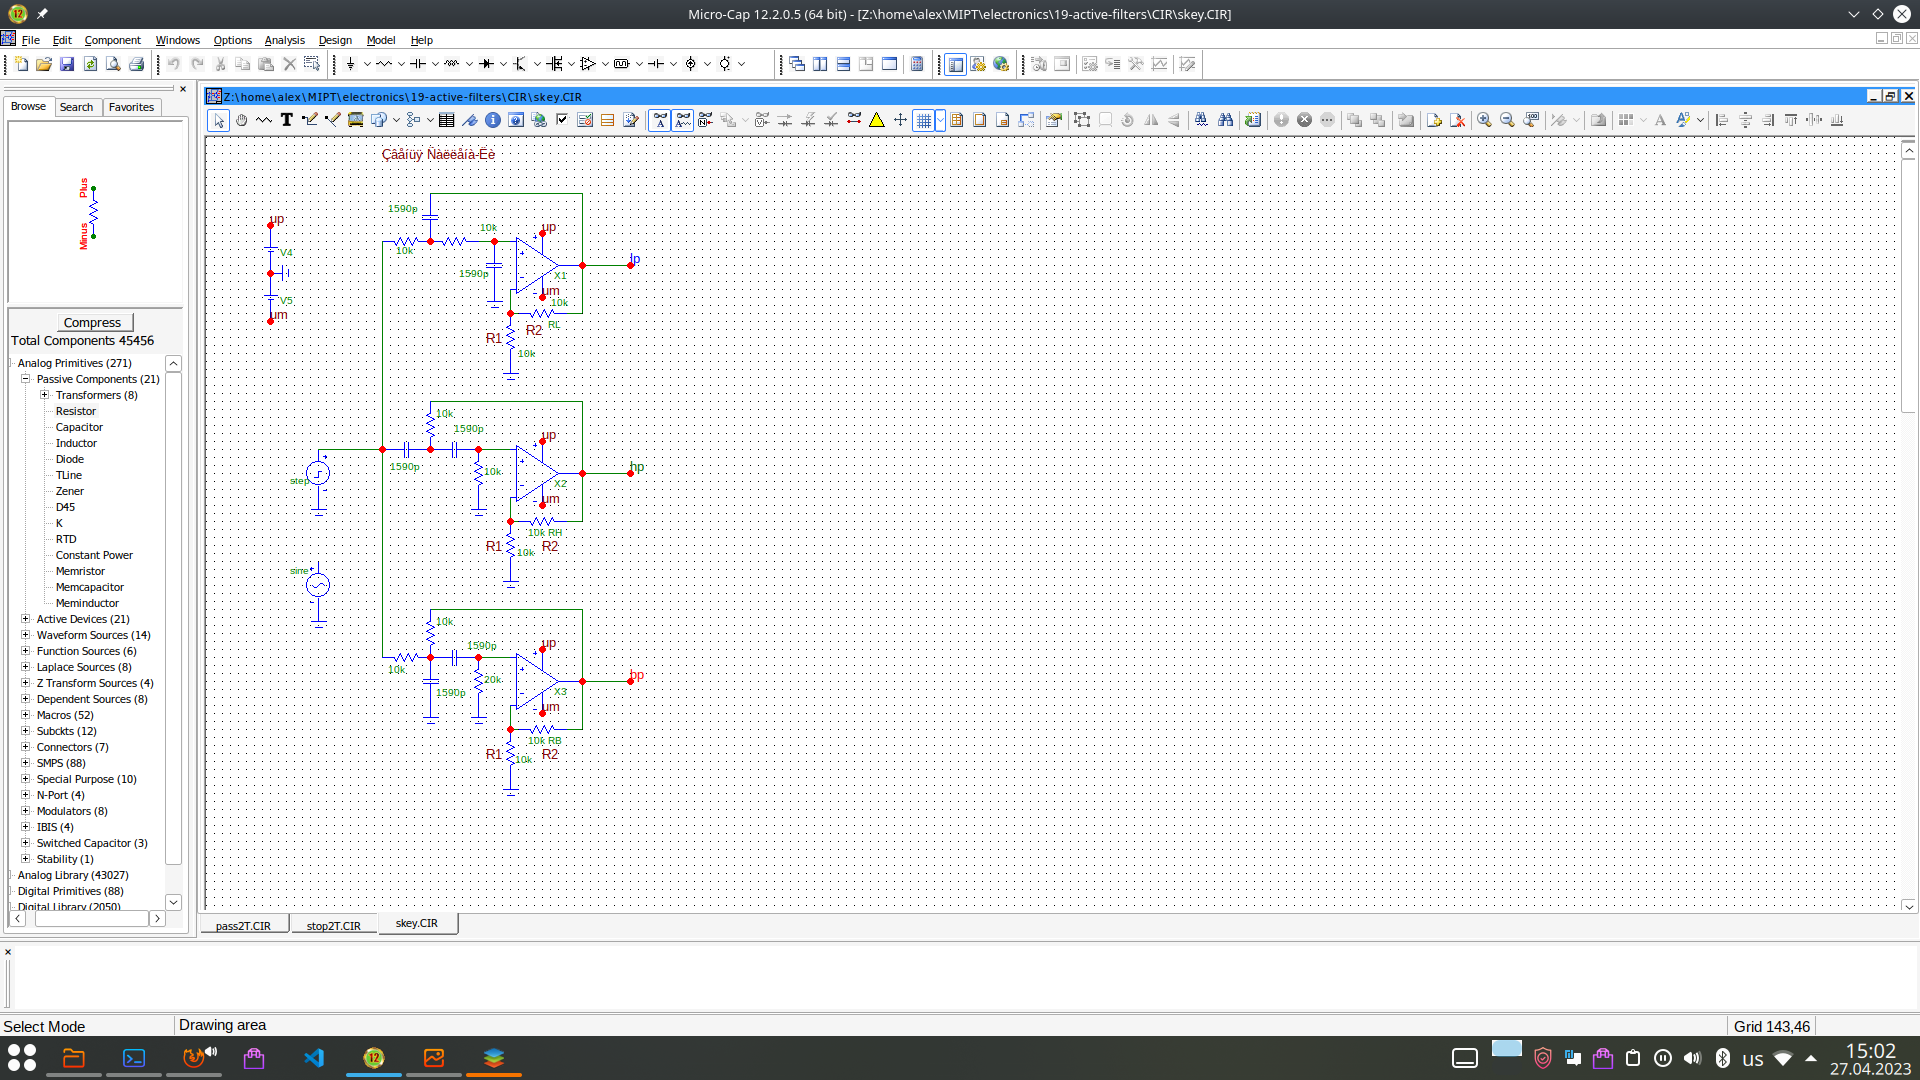 Micro-Cap 12.2.0.5 (64 bit) - [Z:\home\alex\MIPT\electronics\19-active-filters\CIR\skey.CIR]
File Edit Component Windows Options Analysis Design Model Help
Browse Search Favorites
Z:\home\alex\MIPT\electronics\19-active-filters\CIR\skey.CIR
Plus
Minus
Compress
Total Components 45456
Analog Primitives (271)
Passive Components (21)
Transformers (8)
Resistor
Capacitor
Inductor
Diode
TLine
Zener
D45
K
RTD
Constant Power
Memristor
Memcapacitor
Meminductor
Active Devices (21)
Waveform Sources (14)
Function Sources (6)
Laplace Sources (8)
Z Transform Sources (4)
Dependent Sources (8)
Macros (52)
Subckts (12)
Connectors (7)
SMPS (88)
Special Purpose (10)
N-Port (4)
Modulators (8)
IBIS (4)
Switched Capacitor (3)
Stability (1)
Analog Library (43027)
Digital Primitives (88)
Digital Library (2050)
Çâåíüÿ Ñàëëåíà-Êè
up
V4
V5
um
1590p
10k
10k
1590p
up
X1
um
lp
10k
RL
R1 R2
10k
10k
1590p
1590p
10k
up
X2
um
hp
10k RH
R1 10k R2
step
sine
10k
1590p
10k
1590p
20k
up
X3
um
bp
10k RB
R1 10k R2
pass2T.CIR stop2T.CIR skey.CIR
Select Mode Drawing area Grid 143,46
us 15:02
27.04.2023